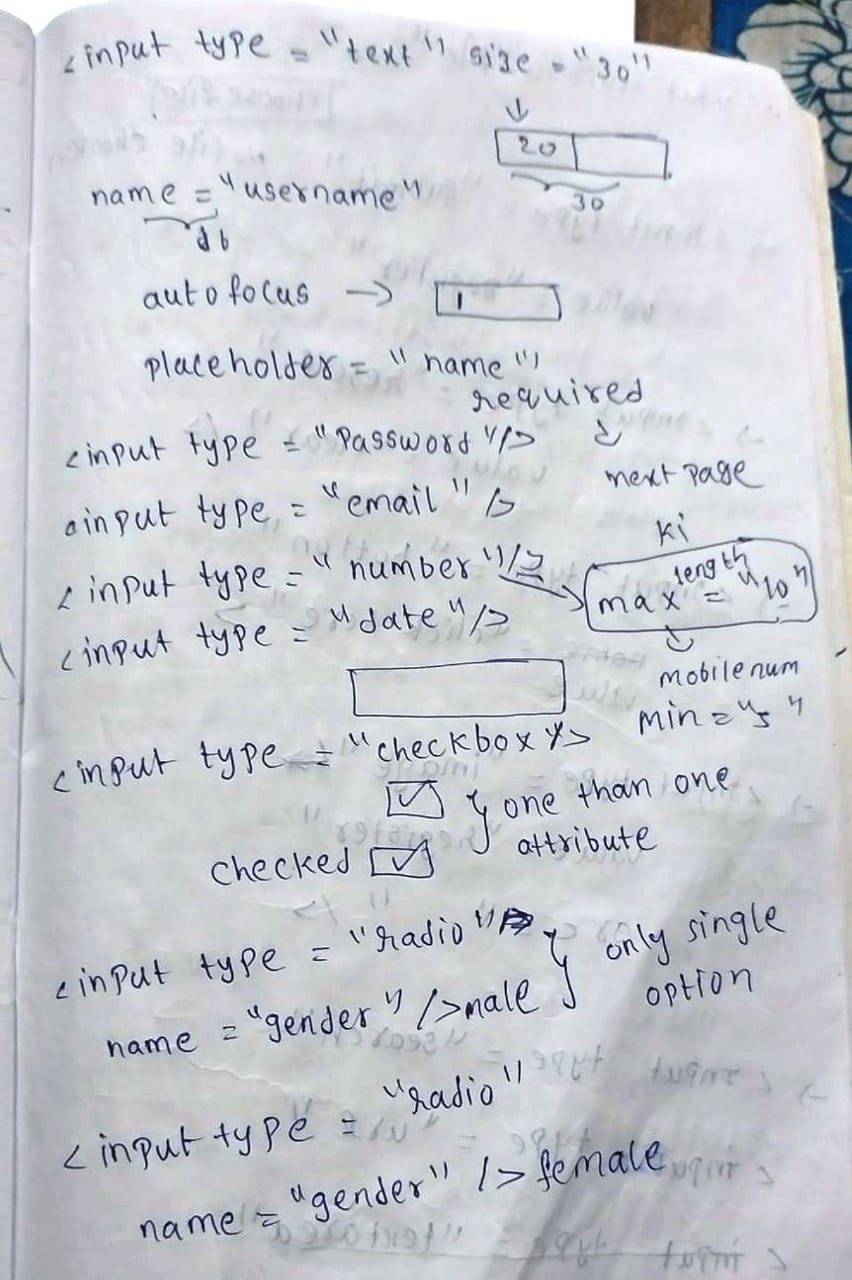 <input type = "text" size = "30"
↓
20
30
name = "username"
db
autofocus →
placeholder = "name"
required
↓
next page
ki
<input type = "Password"/>
<input type = "email" />
<input type = "number"/>
max length = "10"
↓
mobile num
min = "5"
<input type = "date"/>
<input type = "checkbox"/>
checked
} one than one
attribute
<input type = "radio"
name = "gender" />male
} only single
option
<input type = "radio"
name = "gender" /> female